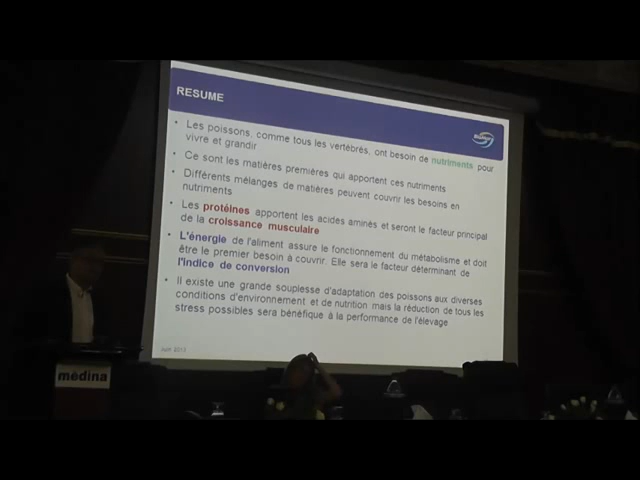 RESUME
• Les poissons, comme tous les vertébrés, ont besoin de nutriments pour
vivre et grandir
• Ce sont les matières premières qui apportent ces nutriments
• Différents mélanges de matières peuvent couvrir les besoins en
nutriments
• Les protéines apportent les acides aminés et seront le facteur principal
de la croissance musculaire
• L'énergie de l'aliment assure le fonctionnement du métabolisme et doit
être le premier besoin à couvrir. Elle sera le facteur déterminant de
l'indice de conversion
• Il existe une grande souplesse d'adaptation des poissons aux diverses
conditions d'environnement et de nutrition mais la réduction de tous les
stress possibles sera bénéfique à la performance de l'élevage
médina